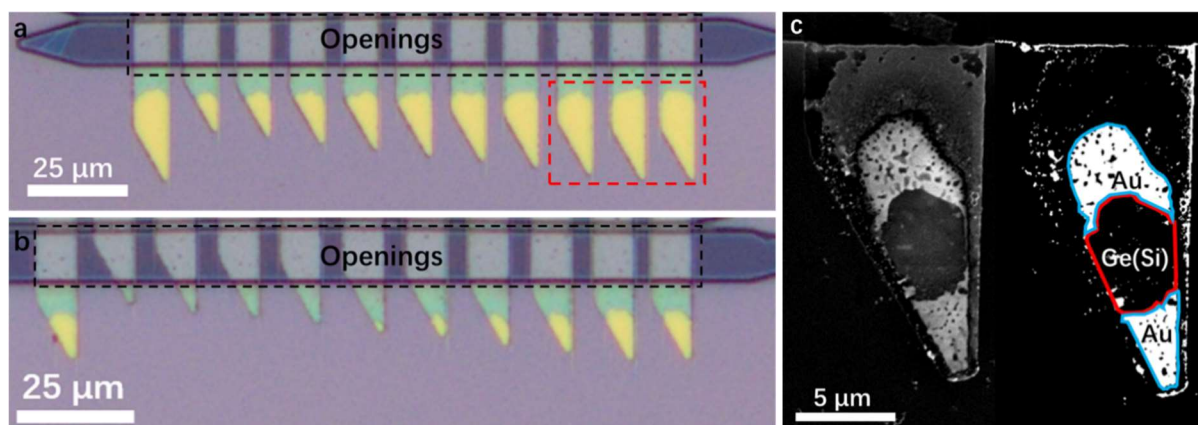 a
Openings
25 μm
b
Openings
25 μm
c
Au
Ge(Si)
Au
5 μm